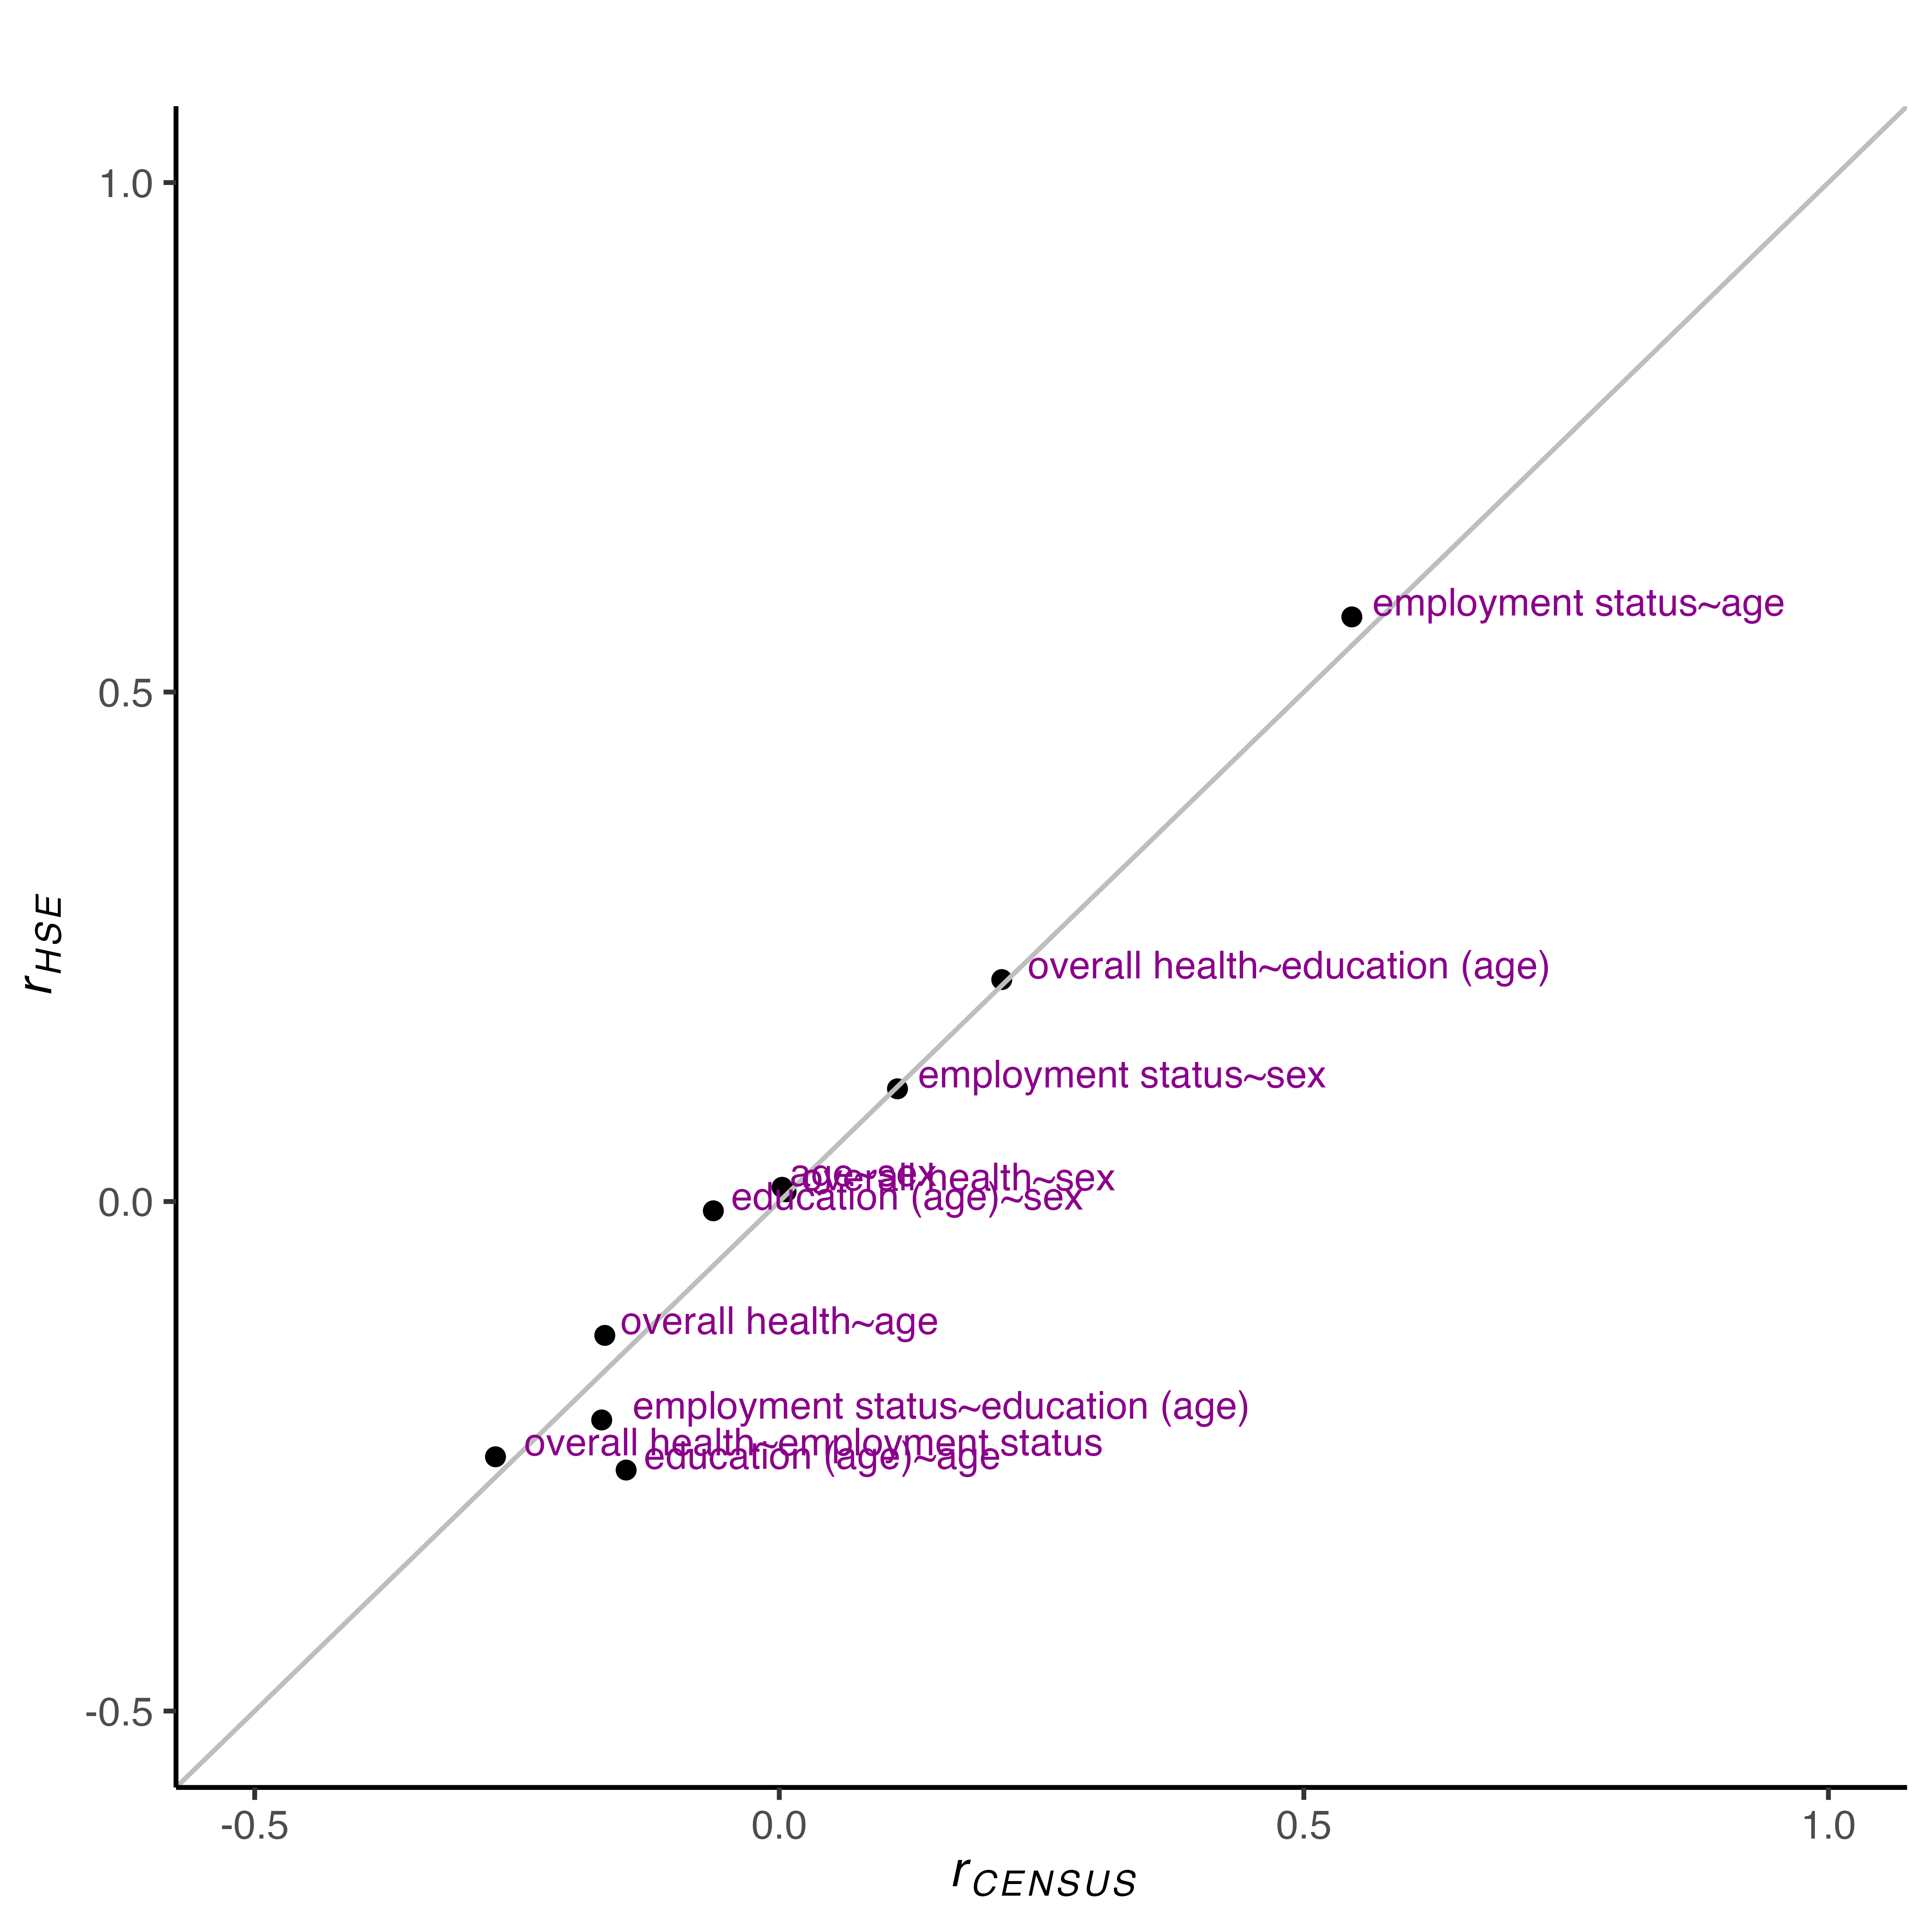 1.0
employment status~age
0.5
overall health~education (age)
employment status~sex
age~sex
overall health~sex
0.0
education (age)~sex
overall health~age
employment status~education (age)
overall health~employment status
education (age)~age
-0.5
-0.5
0.0
0.5
1.0
r HSE
r CENSUS